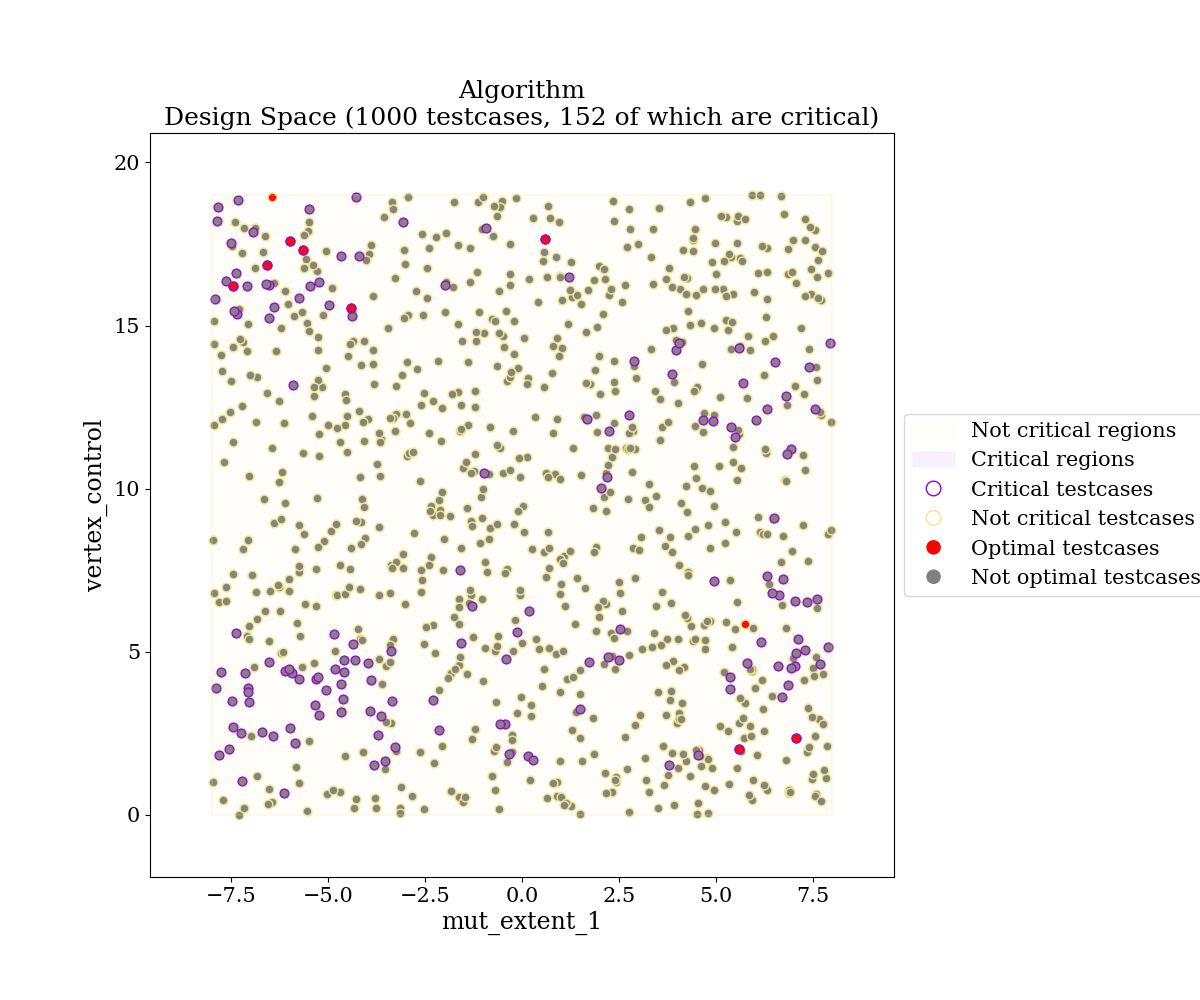 Algorithm
Design Space (1000 testcases, 152 of which are critical)
20
15
10
5
0
vertex_control
−7.5
−5.0
−2.5
0.0
2.5
5.0
7.5
mut_extent_1
Not critical regions
Critical regions
Critical testcases
Not critical testcases
Optimal testcases
Not optimal testcases